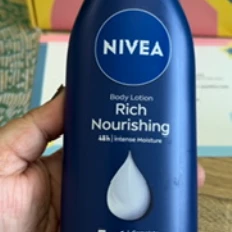 NIVEA
Body Lotion
Rich
Nourishing
48h | Intense Moisture